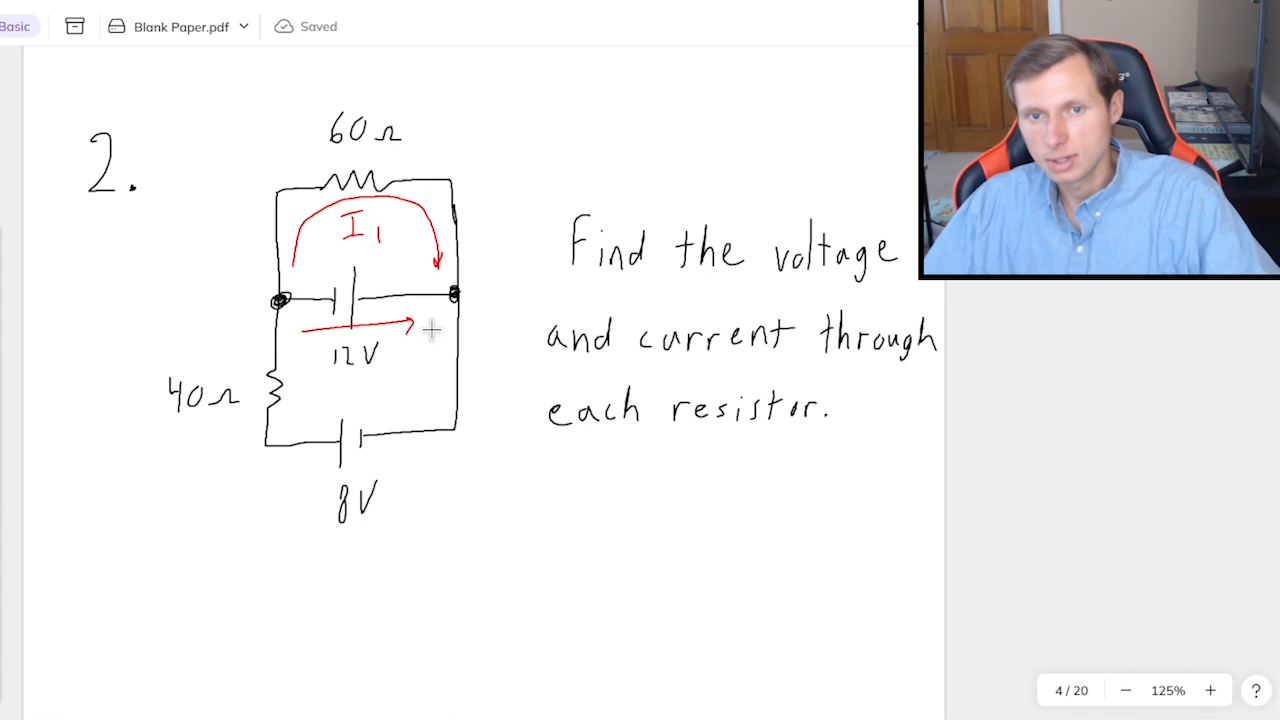 Basic
Blank Paper.pdf
Saved
2.
60Ω
I1
12V
40Ω
8V
Find the voltage
and current through
each resistor.
4 / 20
125%
?